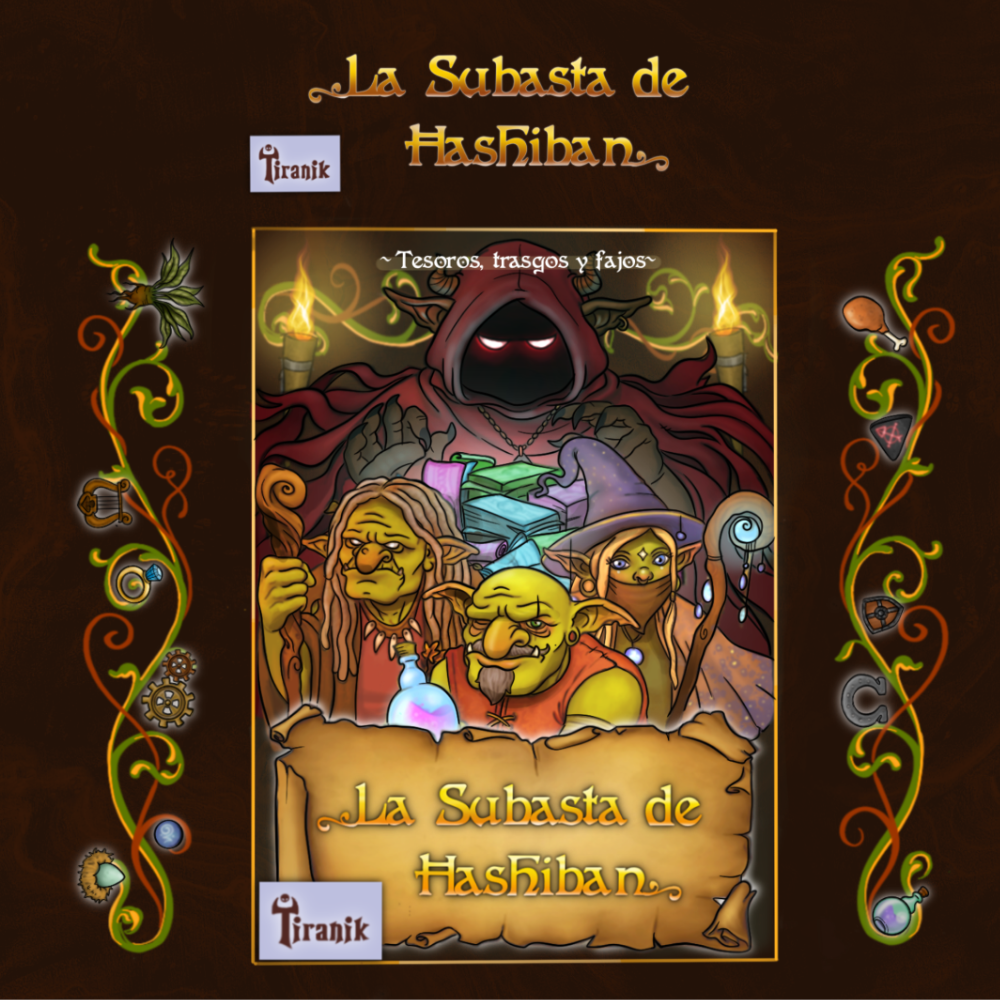 La Subasta de
Hashiban
Tiranik
~Tesoros, trasgos y fajos~
La Subasta de
Hashiban
Tiranik